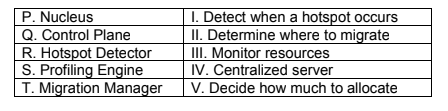 P. Nucleus I. Detect when a hotspot occurs
Q. Control Plane II. Determine where to migrate
R. Hotspot Detector III. Monitor resources
S. Profiling Engine IV. Centralized server
T. Migration Manager V. Decide how much to allocate